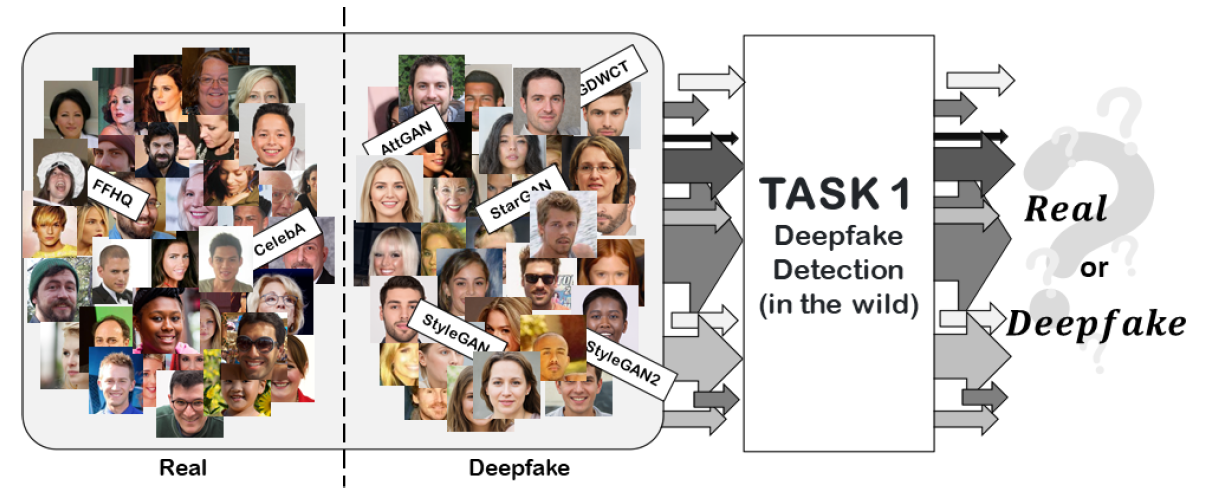 GDWCT
AttGAN
FFHQ
StarGAN
CelebA
StyleGAN
StyleGAN2
Real
Deepfake
TASK 1
Deepfake
Detection
(in the wild)
Real
or
Deepfake
?